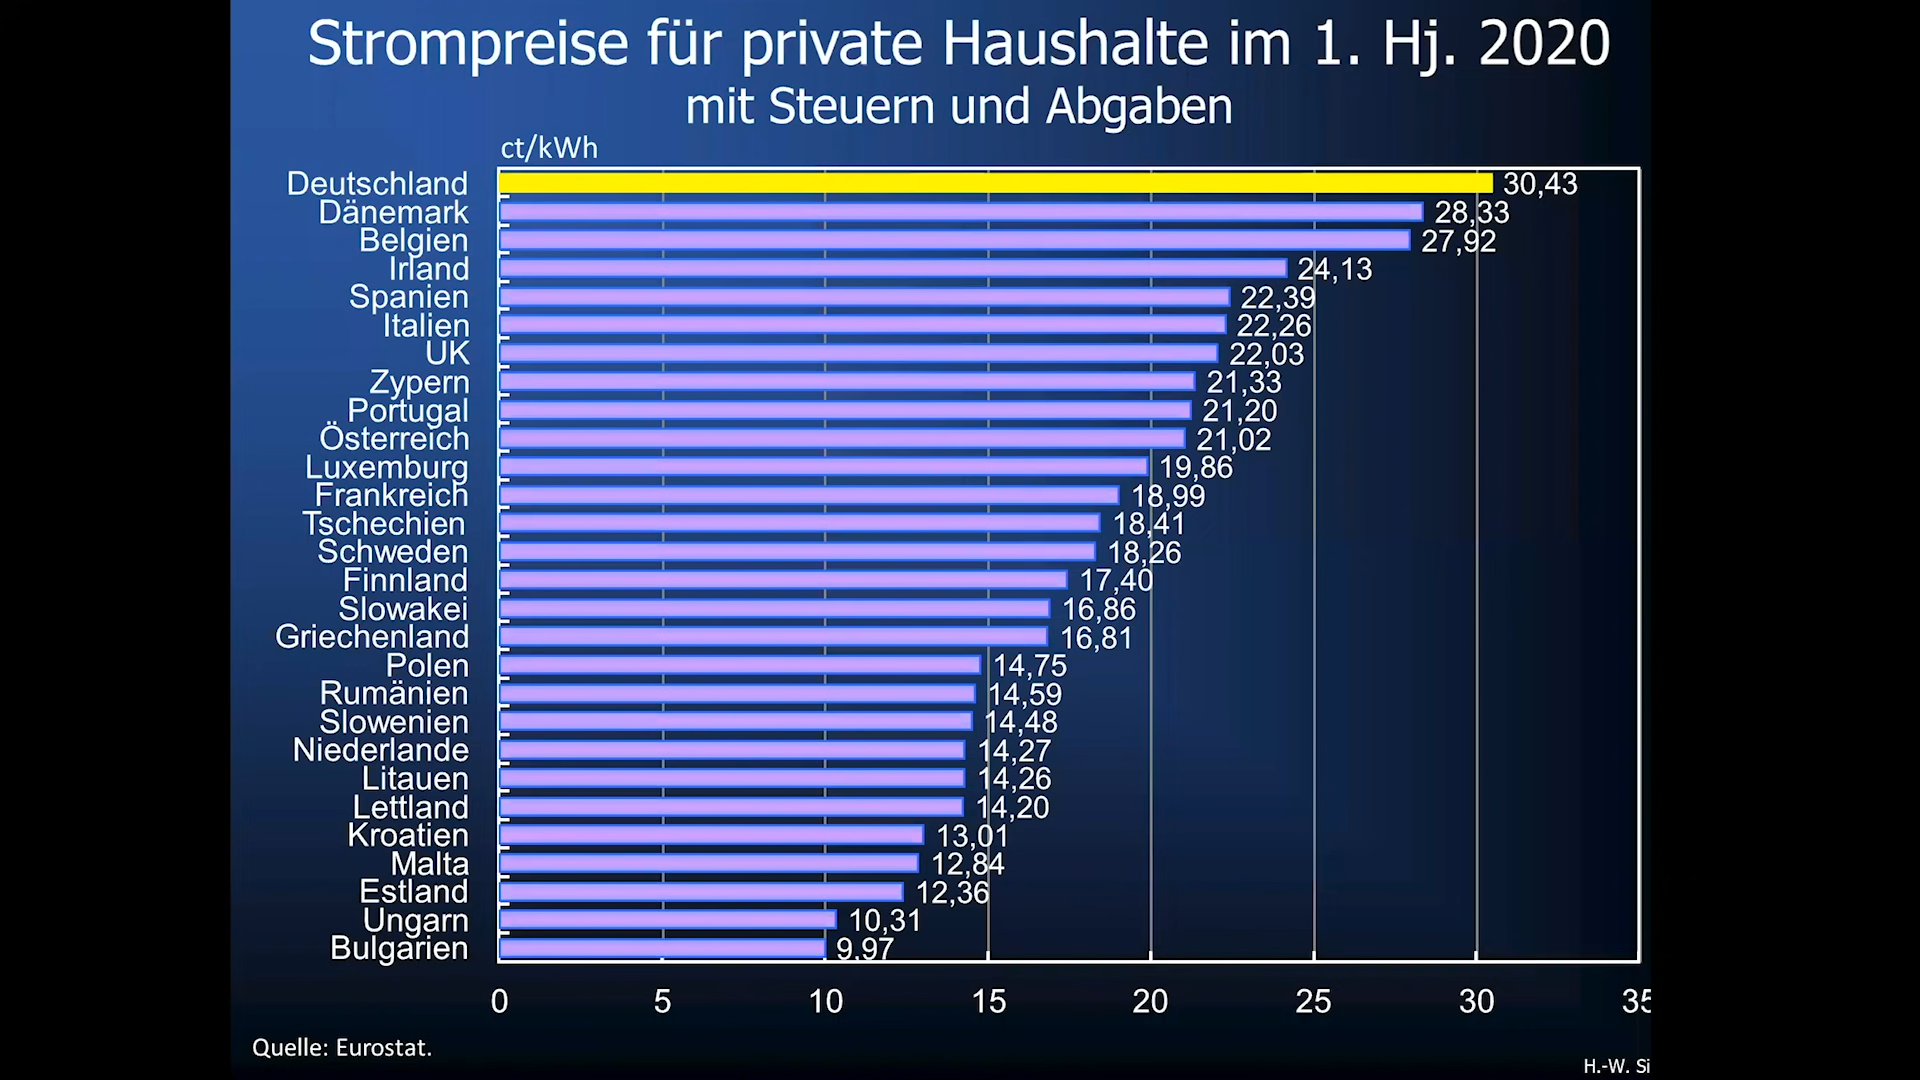 Strompreise für private Haushalte im 1. Hj. 2020
mit Steuern und Abgaben
ct/kWh
Deutschland 30,43
Dänemark 28,33
Belgien 27,92
Irland 24,13
Spanien 22,39
Italien 22,26
UK 22,03
Zypern 21,33
Portugal 21,20
Österreich 21,02
Luxemburg 19,86
Frankreich 18,99
Tschechien 18,41
Schweden 18,26
Finnland 17,40
Slowakei 16,86
Griechenland 16,81
Polen 14,75
Rumänien 14,59
Slowenien 14,48
Niederlande 14,27
Litauen 14,26
Lettland 14,20
Kroatien 13,01
Malta 12,84
Estland 12,36
Ungarn 10,31
Bulgarien 9,97
0 5 10 15 20 25 30 35
Quelle: Eurostat.
H.-W. Si